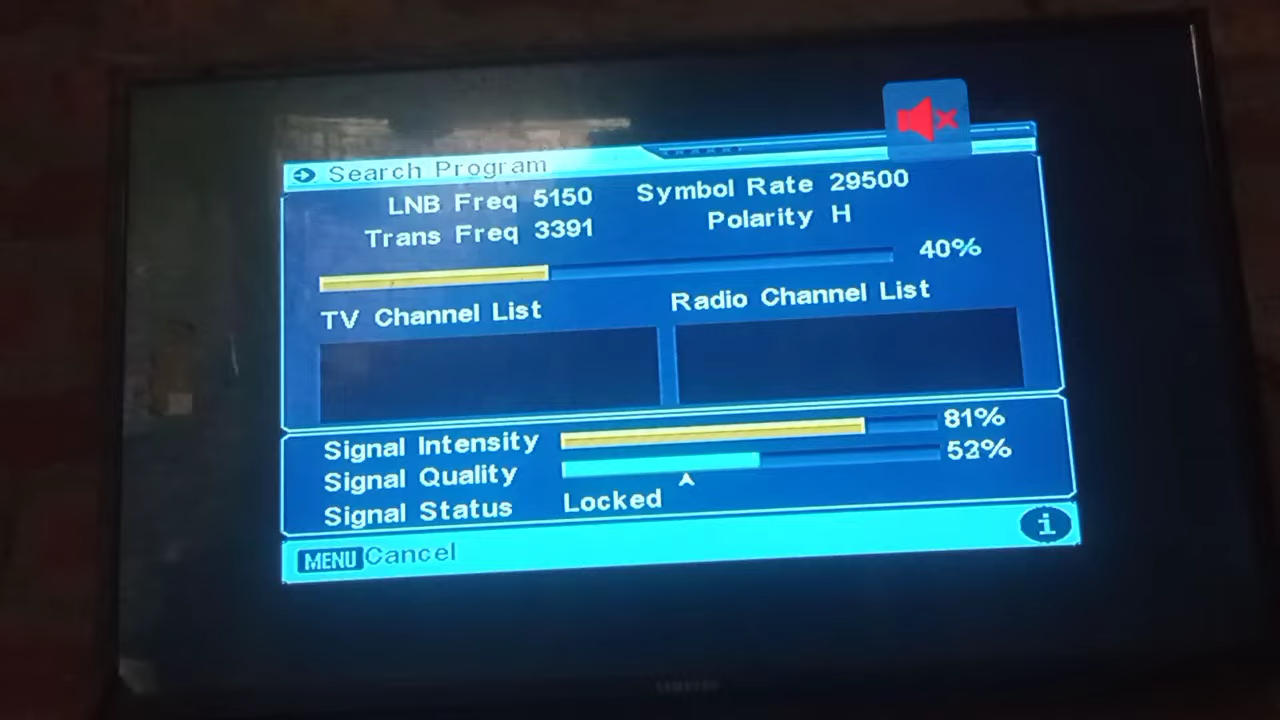 Search Program
LNB Freq 5150 Symbol Rate 29500
Trans Freq 3391 Polarity H
40%
TV Channel List Radio Channel List
Signal Intensity 81%
Signal Quality 52%
Signal Status Locked
MENU Cancel i